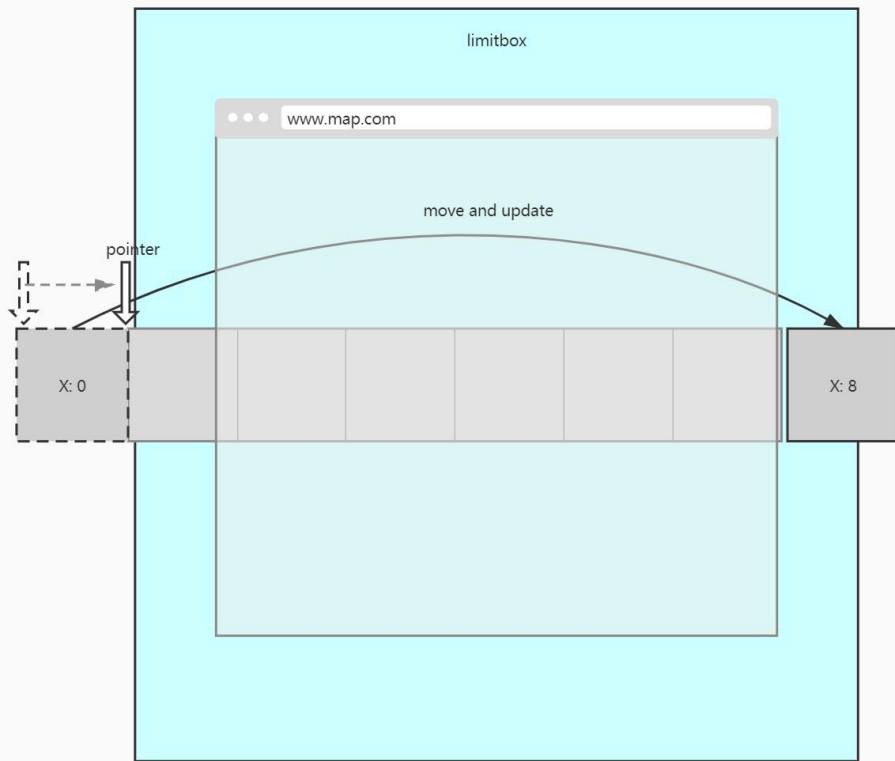 limitbox
www.map.com
move and update
pointer
X: 0
X: 8